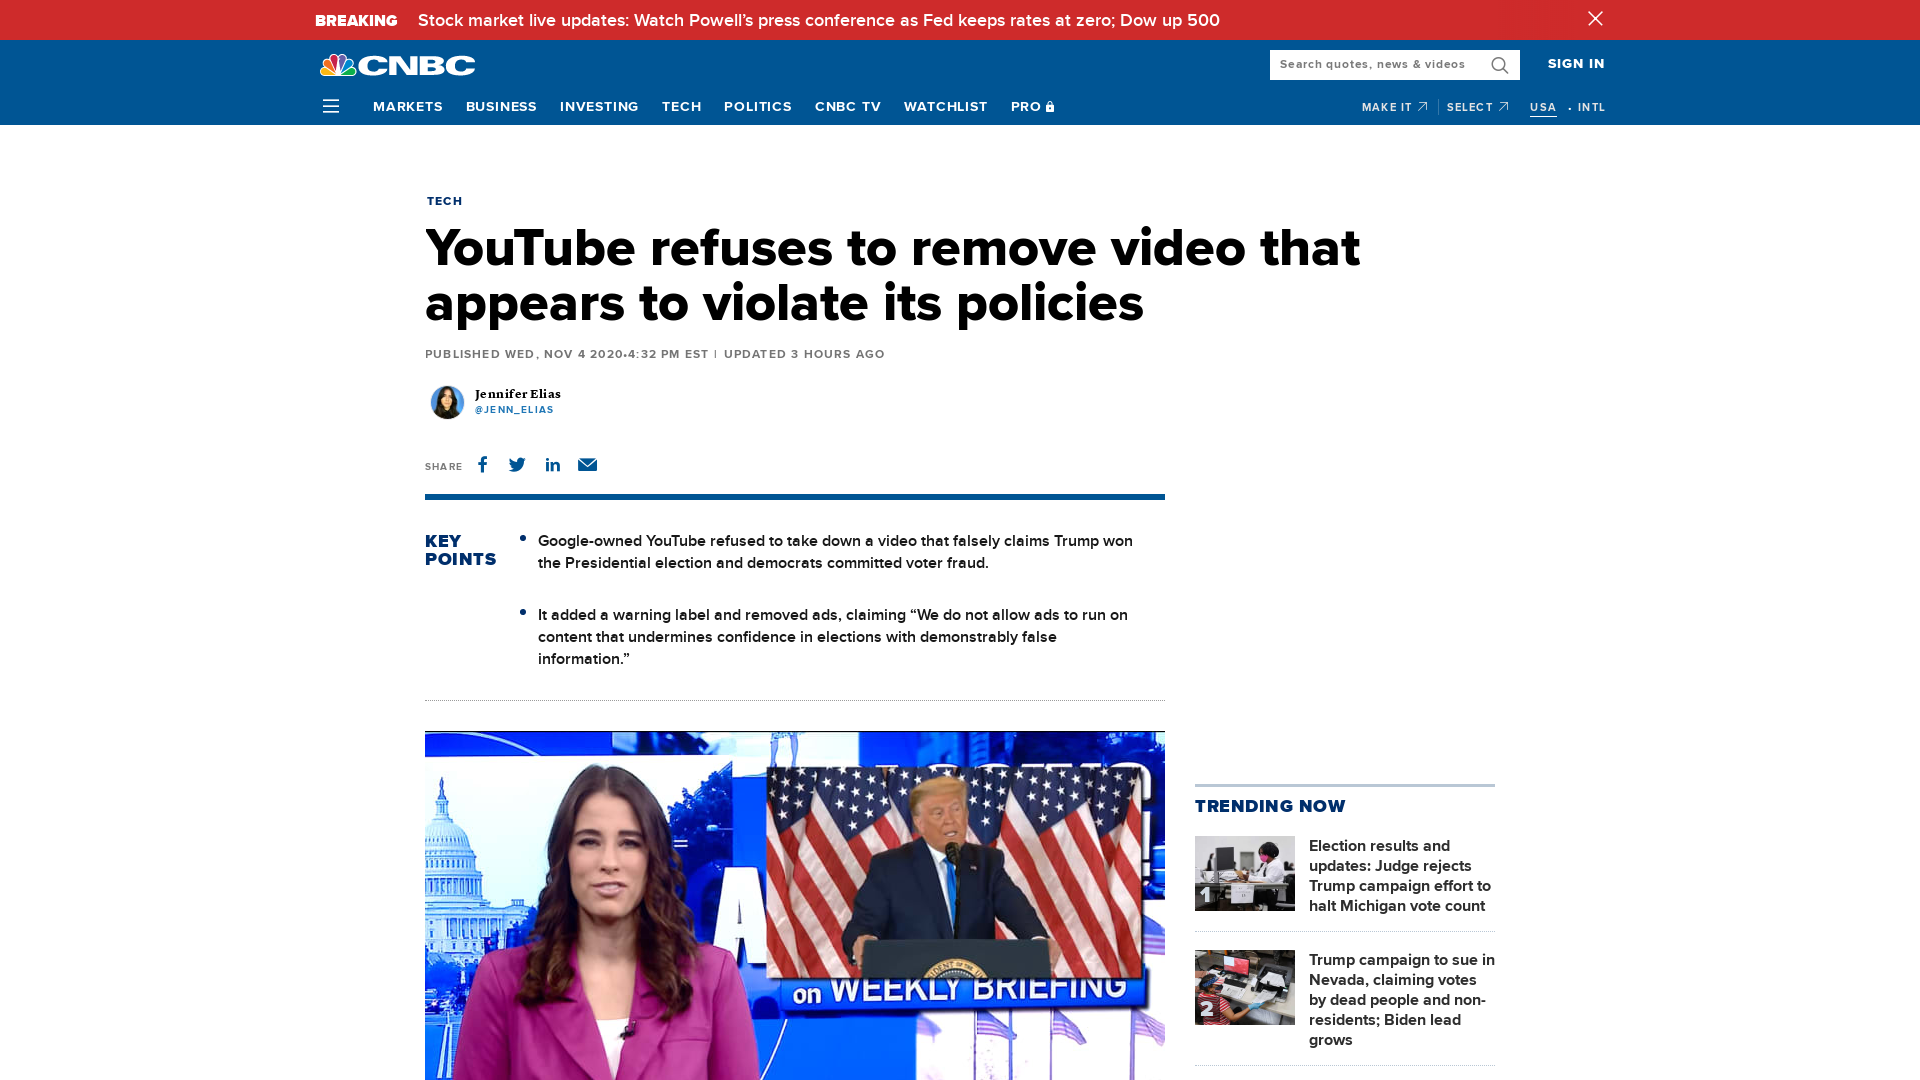 BREAKING Stock market live updates: Watch Powell’s press conference as Fed keeps rates at zero; Dow up 500
CNBC
Search quotes, news & videos
SIGN IN
MARKETS BUSINESS INVESTING TECH POLITICS CNBC TV WATCHLIST PRO
MAKE IT SELECT USA • INTL
TECH
YouTube refuses to remove video that
appears to violate its policies
PUBLISHED WED, NOV 4 2020•4:32 PM EST | UPDATED 3 HOURS AGO
Jennifer Elias
@JENN_ELIAS
SHARE
KEY
POINTS
Google-owned YouTube refused to take down a video that falsely claims Trump won
the Presidential election and democrats committed voter fraud.
It added a warning label and removed ads, claiming “We do not allow ads to run on
content that undermines confidence in elections with demonstrably false
information.”
on WEEKLY BRIEFING
TRENDING NOW
1
Election results and
updates: Judge rejects
Trump campaign effort to
halt Michigan vote count
2
Trump campaign to sue in
Nevada, claiming votes
by dead people and non-
residents; Biden lead
grows